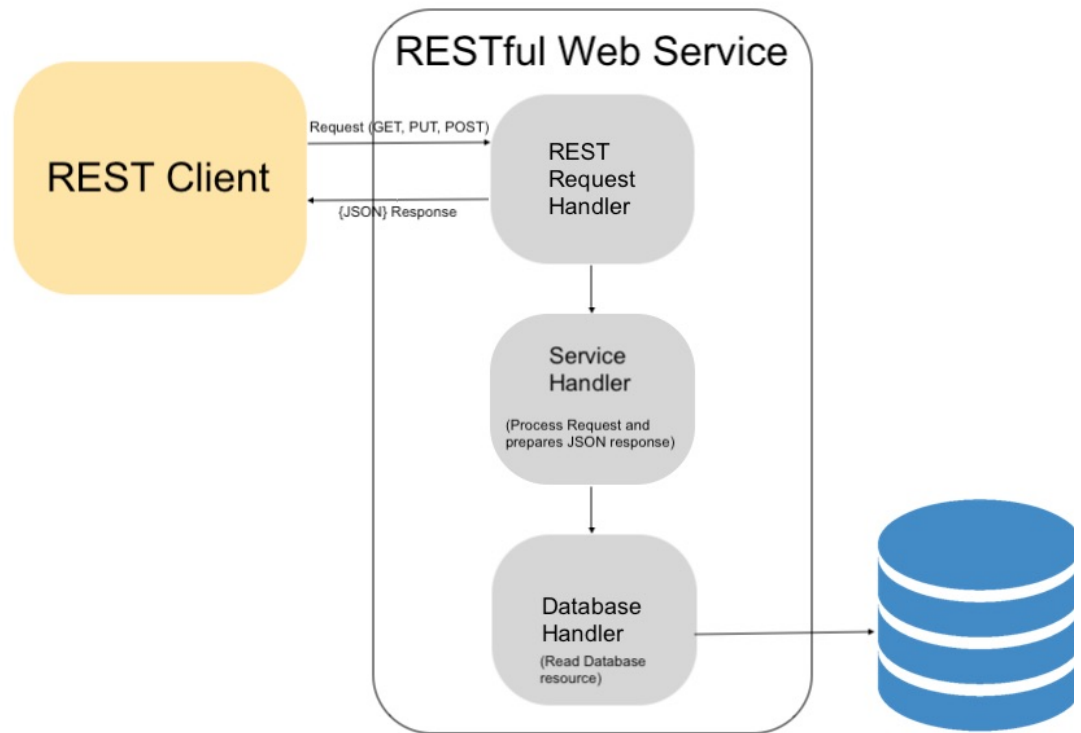 RESTful Web Service
REST Client
Request (GET, PUT, POST)
{JSON} Response
REST
Request
Handler
Service
Handler
(Process Request and
prepares JSON response)
Database
Handler
(Read Database
resource)